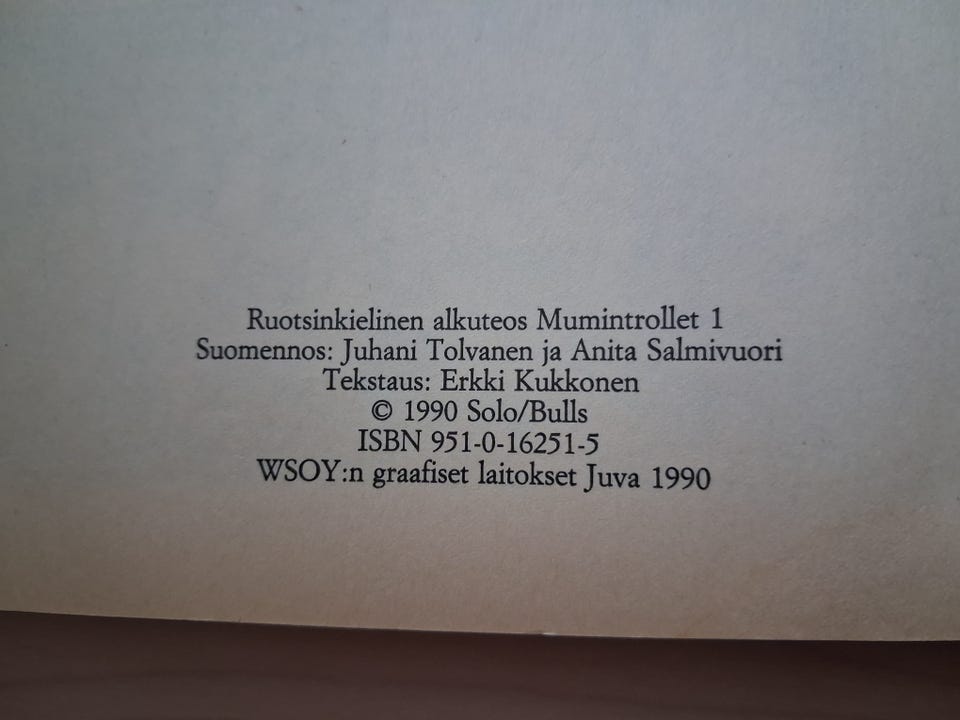 Ruotsinkielinen alkuteos Mumintrollet 1
Suomennos: Juhani Tolvanen ja Anita Salmivuori
Tekstaus: Erkki Kukkonen
© 1990 Solo/Bulls
ISBN 951-0-16251-5
WSOY:n graafiset laitokset Juva 1990